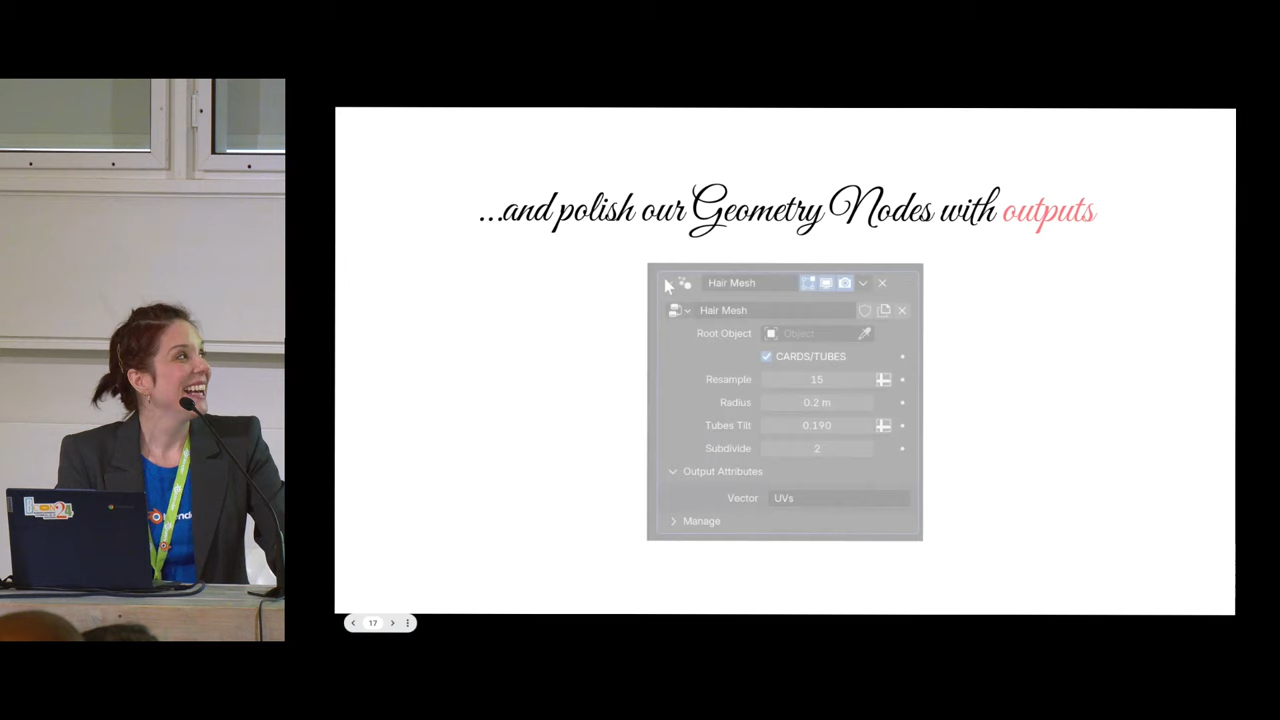 ...and polish our Geometry Nodes with outputs
Hair Mesh
Hair Mesh
Root Object Object
CARDS/TUBES
Resample 15
Radius 0.2 m
Tubes Tilt 0.190
Subdivide 2
Output Attributes
Vector UVs
Manage
17